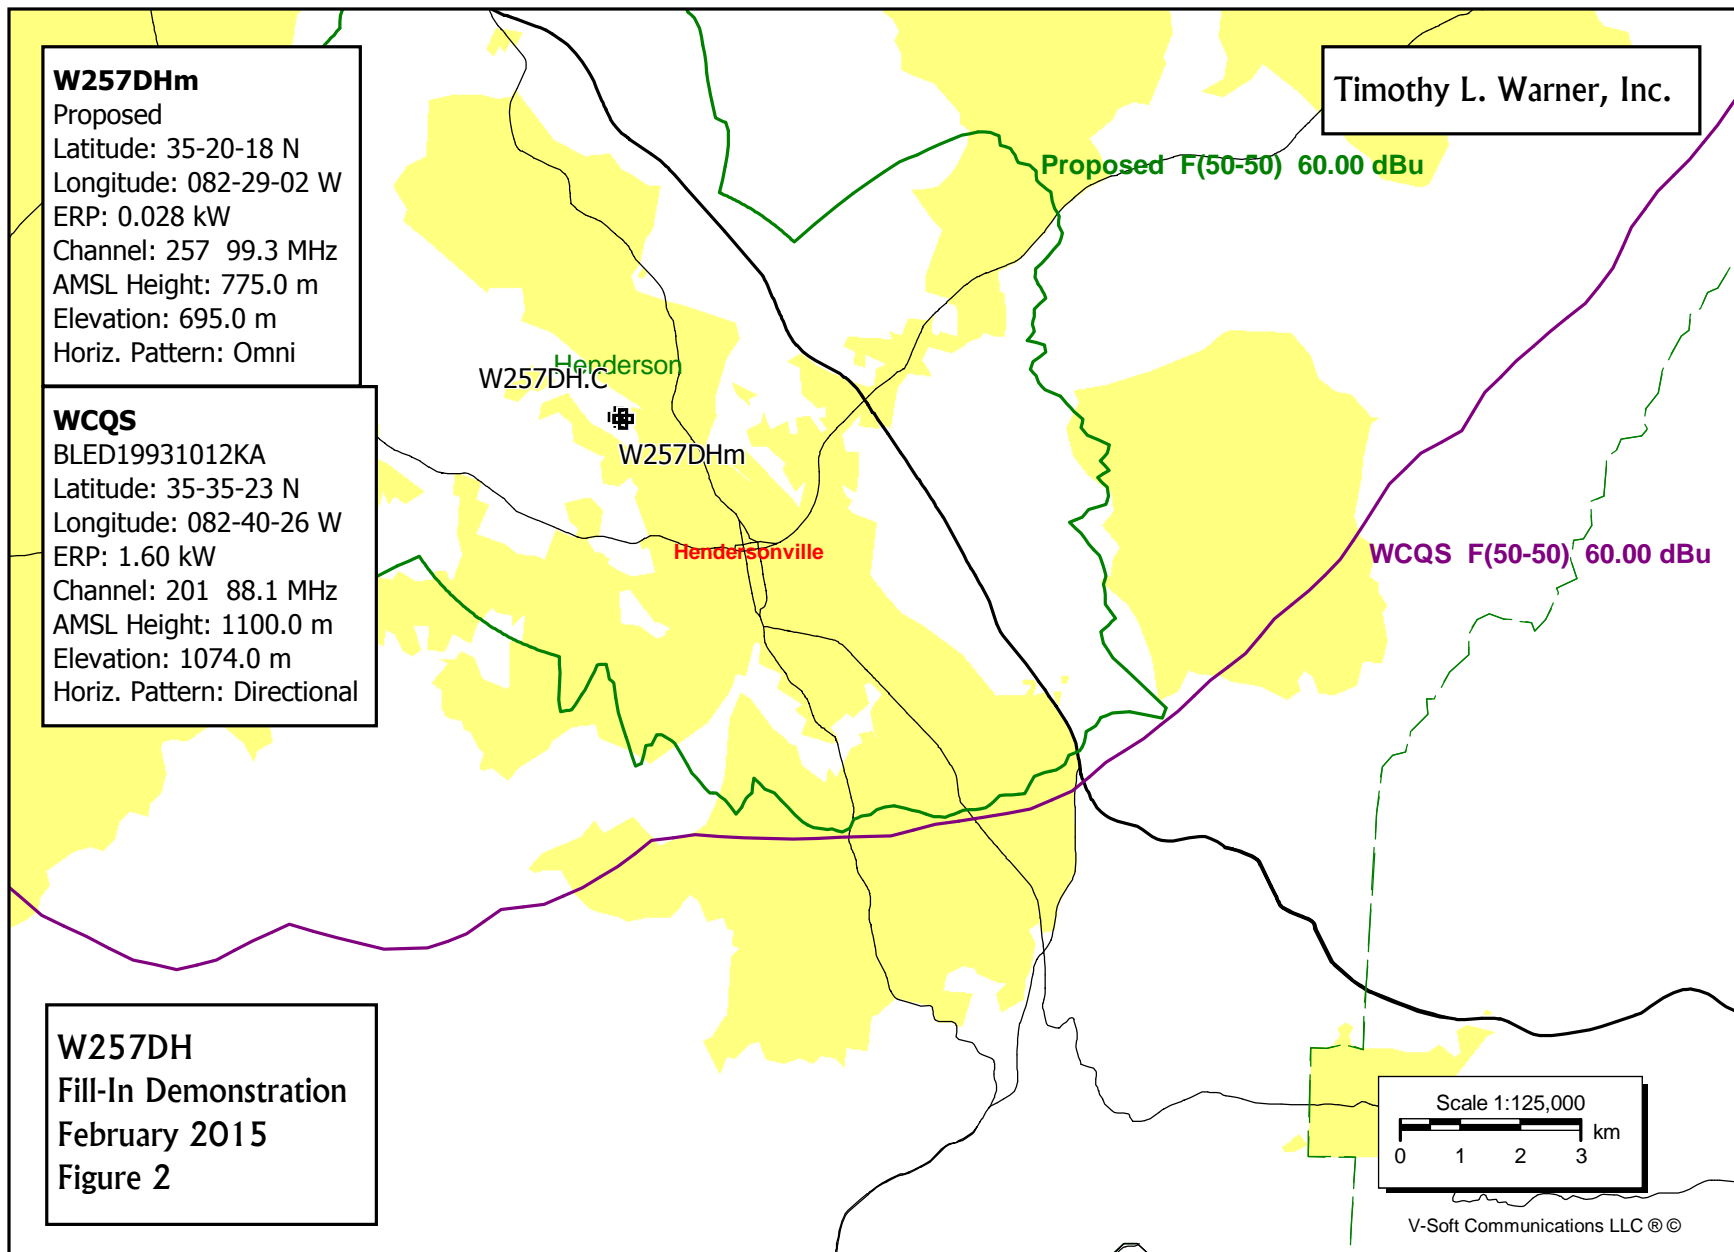 W257DHm
Proposed
Latitude: 35-20-18 N
Longitude: 082-29-02 W
ERP: 0.028 kW
Channel: 257  99.3 MHz
AMSL Height: 775.0 m
Elevation: 695.0 m
Horiz. Pattern: Omni
WCQS
BLED19931012KA
Latitude: 35-35-23 N
Longitude: 082-40-26 W
ERP: 1.60 kW
Channel: 201  88.1 MHz
AMSL Height: 1100.0 m
Elevation: 1074.0 m
Horiz. Pattern: Directional
Timothy L. Warner, Inc.
Proposed  F(50-50)  60.00 dBu
Henderson
W257DH.C
W257DHm
Hendersonville
WCQS  F(50-50)  60.00 dBu
W257DH
Fill-In Demonstration
February 2015
Figure 2
Scale 1:125,000
km
0 1 2 3
V-Soft Communications LLC ® ©